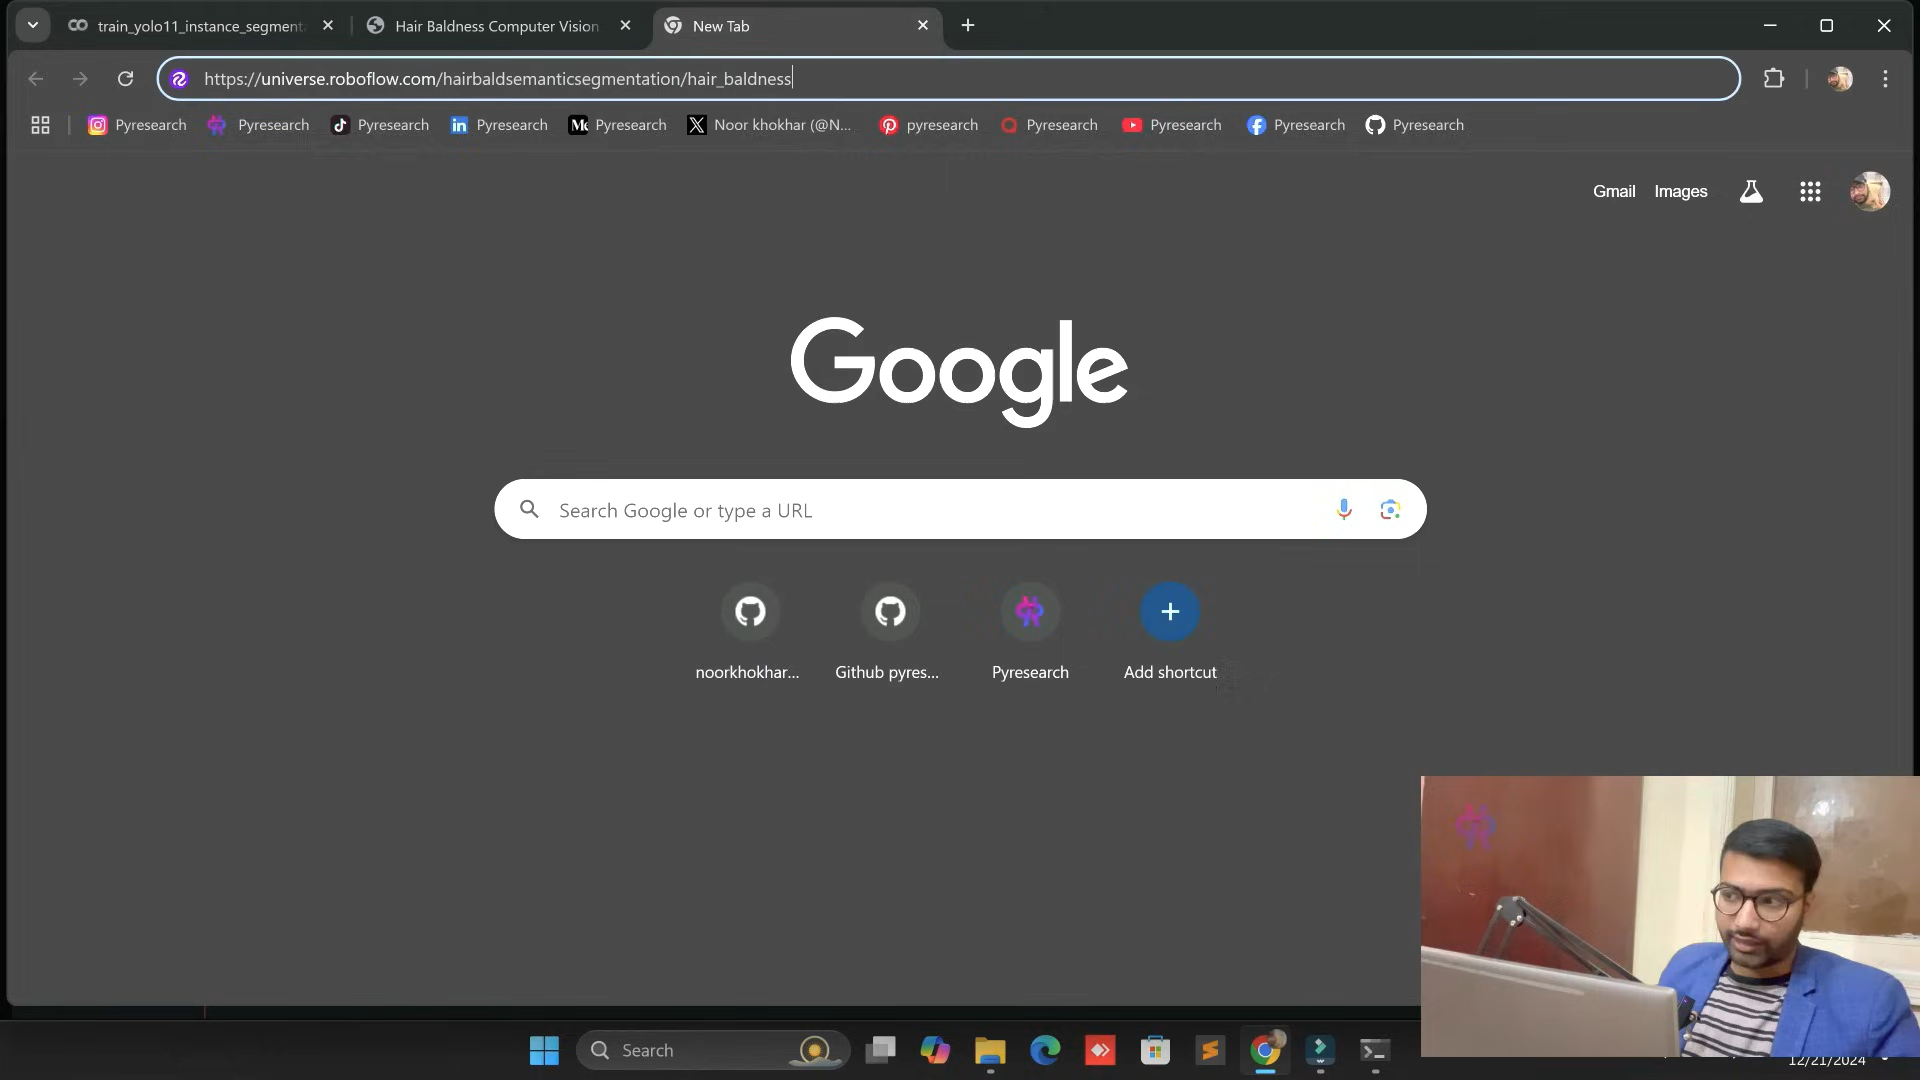 train_yolo11_instance_segment
Hair Baldness Computer Vision
New Tab
https://universe.roboflow.com/hairbaldsemanticsegmentation/hair_baldness
Pyresearch
Pyresearch
Pyresearch
Pyresearch
Pyresearch
Noor khokhar (@N...
pyresearch
Pyresearch
Pyresearch
Pyresearch
Pyresearch
Gmail
Images
Google
Search Google or type a URL
noorkhokhar...
Github pyres...
Pyresearch
Add shortcut
Search
12/21/2024